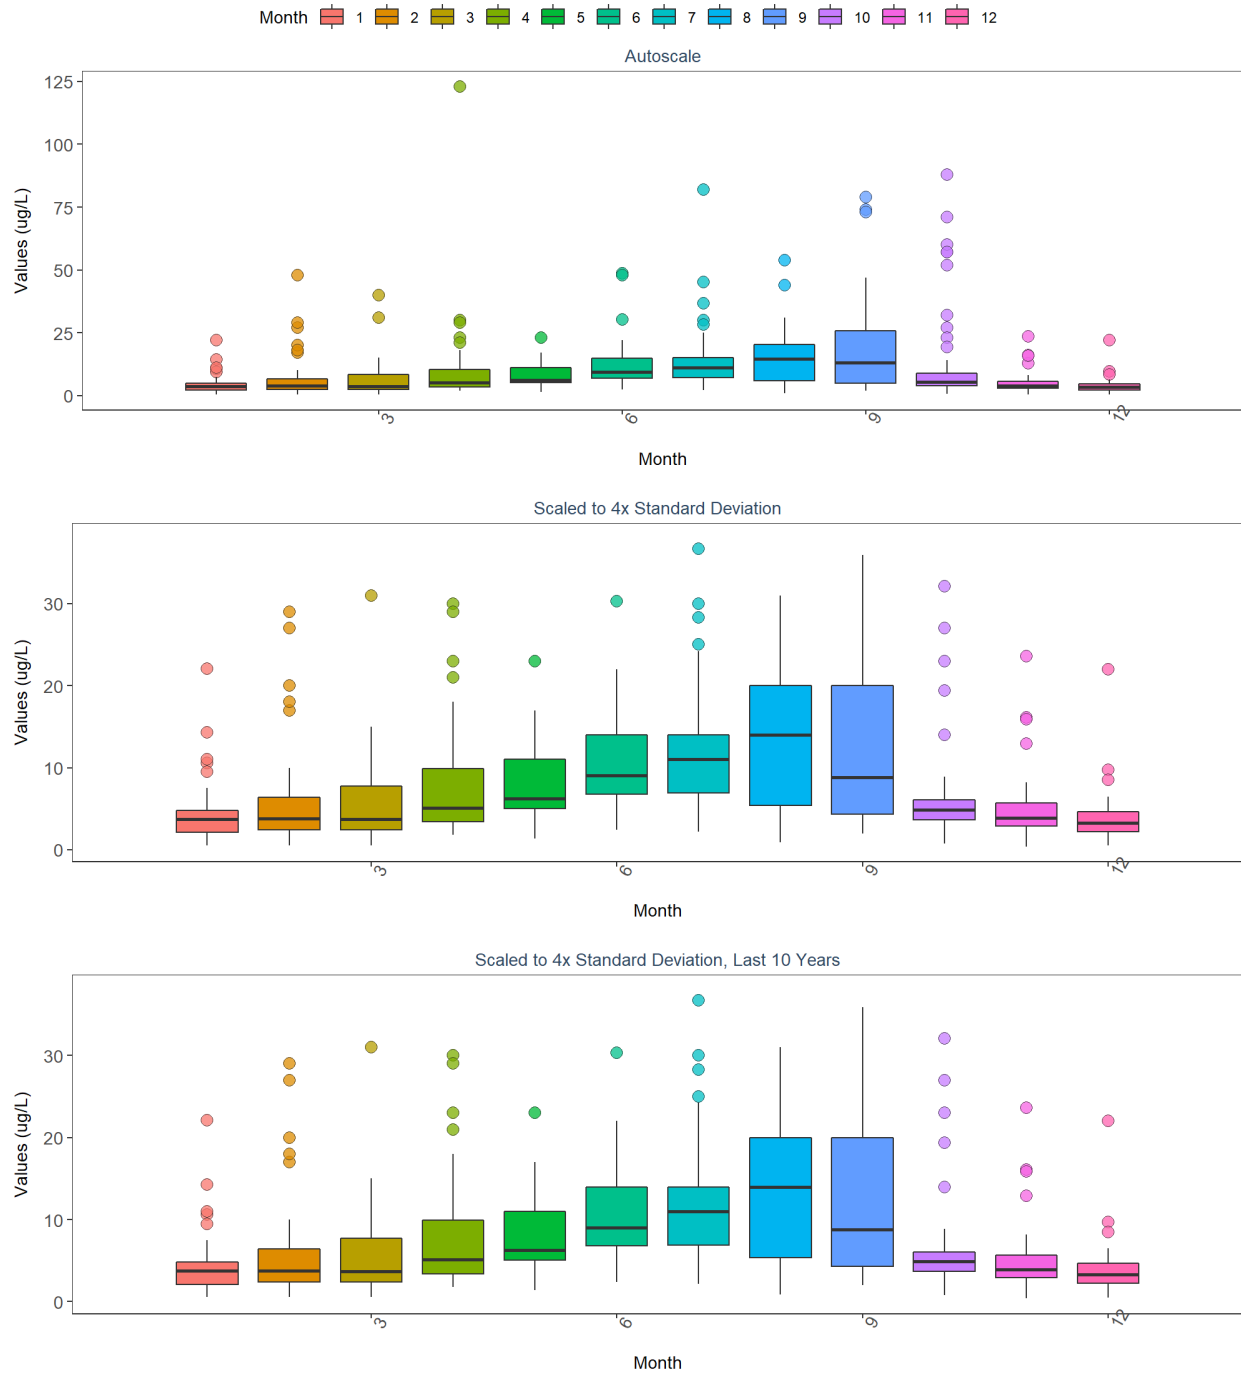 Month 1 2 3 4 5 6 7 8 9 10 11 12
Autoscale
Values (ug/L)
125
100
75
50
25
0
3 6 9 12
Month
Scaled to 4x Standard Deviation
Values (ug/L)
30
20
10
0
3 6 9 12
Month
Scaled to 4x Standard Deviation, Last 10 Years
Values (ug/L)
30
20
10
0
3 6 9 12
Month